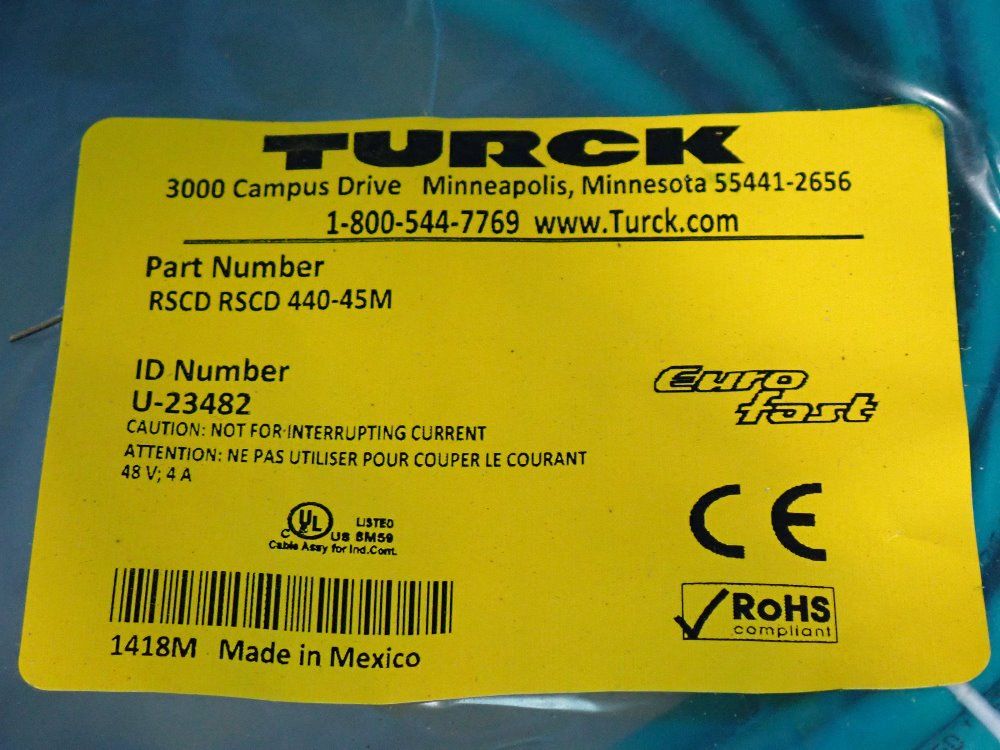 TURCK
3000 Campus Drive Minneapolis, Minnesota 55441-2656
1-800-544-7769 www.Turck.com
Part Number
RSCD RSCD 440-45M
ID Number
U-23482
Euro
fast
CAUTION: NOT FOR INTERRUPTING CURRENT
ATTENTION: NE PAS UTILISER POUR COUPER LE COURANT
48 V; 4 A
C UL US LISTED
8M59
Cable Assy for Ind.Cont.
CE
RoHS
compliant
1418M Made in Mexico